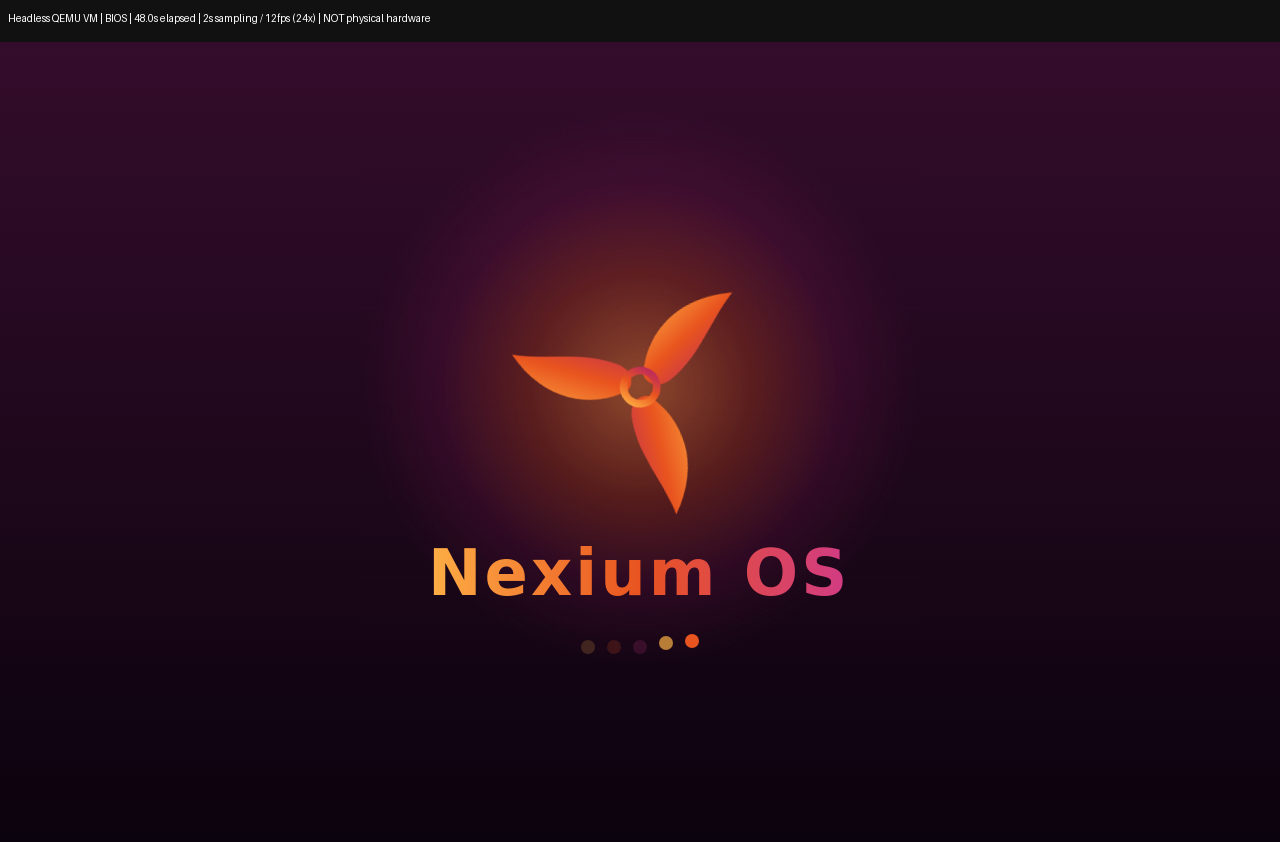 Headless QEMU VM | BIOS | 48.0s elapsed | 2s sampling / 12fps (24x) | NOT physical hardware
Nexium OS